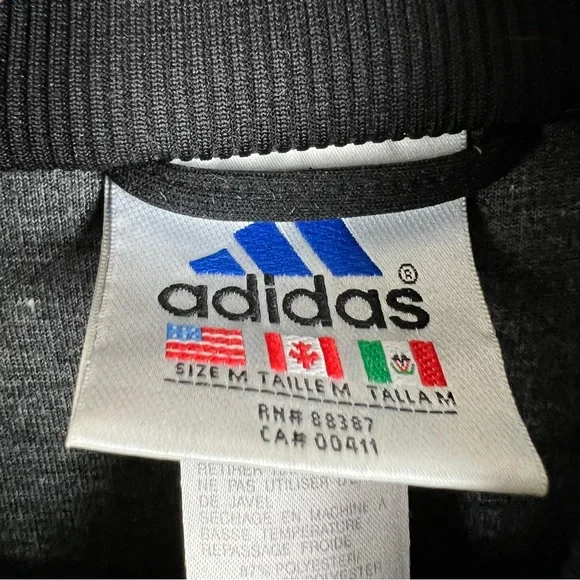 adidas®
SIZE M TAILLE M TALLA M
RN# 88387
CA# 00411
NE PAS UTILISER D'E
DE JAVEL
SECHAGE EN MACHINE A
BASSE TEMPERATURE
REPASSAGE FROIDE
POLYESTER